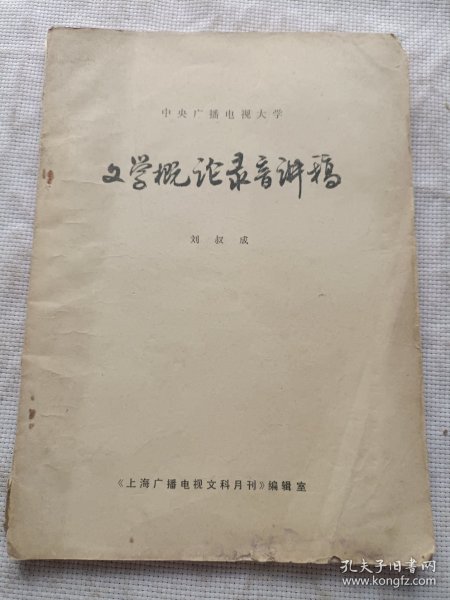 中央广播电视大学
文学概论录音讲稿
刘叔成
《上海广播电视文科月刊》编辑室
孔夫子旧书网
www.kongfz.com